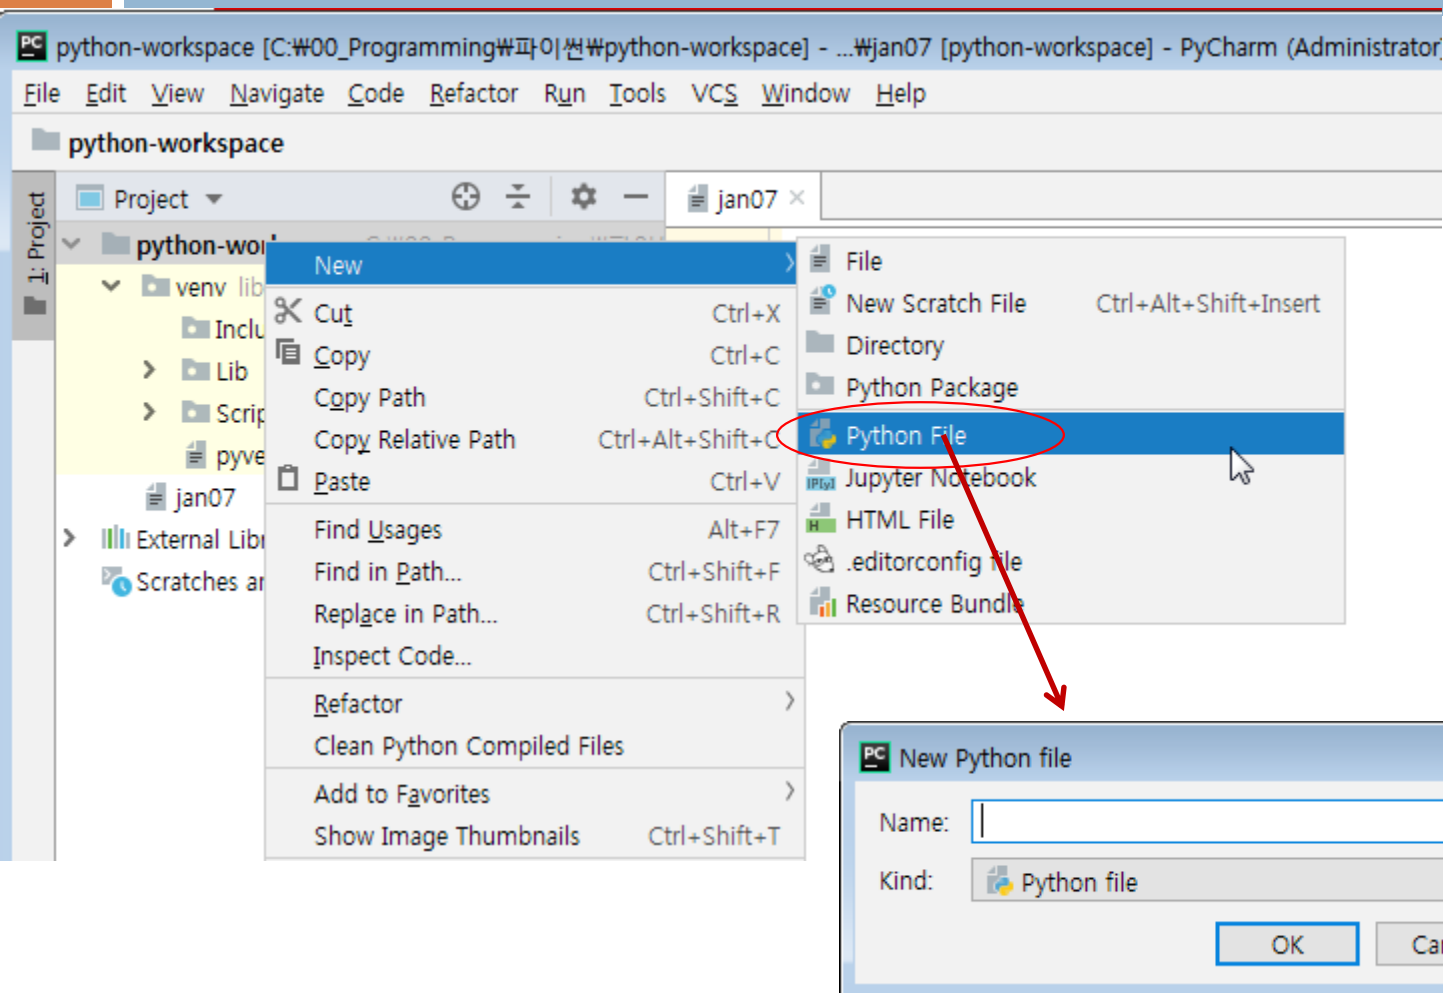 PC python-workspace [C:₩00_Programming₩파이썬₩python-workspace] - ...₩jan07 [python-workspace] - PyCharm (Administrator)
File Edit View Navigate Code Refactor Run Tools VCS Window Help
python-workspace
1: Project
Project
jan07
python-wor
venv lib
Inclu
Lib
Scrip
pyve
jan07
External Libr
Scratches ar
New
Cut Ctrl+X
Copy Ctrl+C
Copy Path Ctrl+Shift+C
Copy Relative Path Ctrl+Alt+Shift+C
Paste Ctrl+V
Find Usages Alt+F7
Find in Path... Ctrl+Shift+F
Replace in Path... Ctrl+Shift+R
Inspect Code...
Refactor
Clean Python Compiled Files
Add to Favorites
Show Image Thumbnails Ctrl+Shift+T
File
New Scratch File Ctrl+Alt+Shift+Insert
Directory
Python Package
Python File
IP[y] Jupyter Notebook
H HTML File
.editorconfig file
Resource Bundle
PC New Python file
Name:
Kind: Python file
OK Can